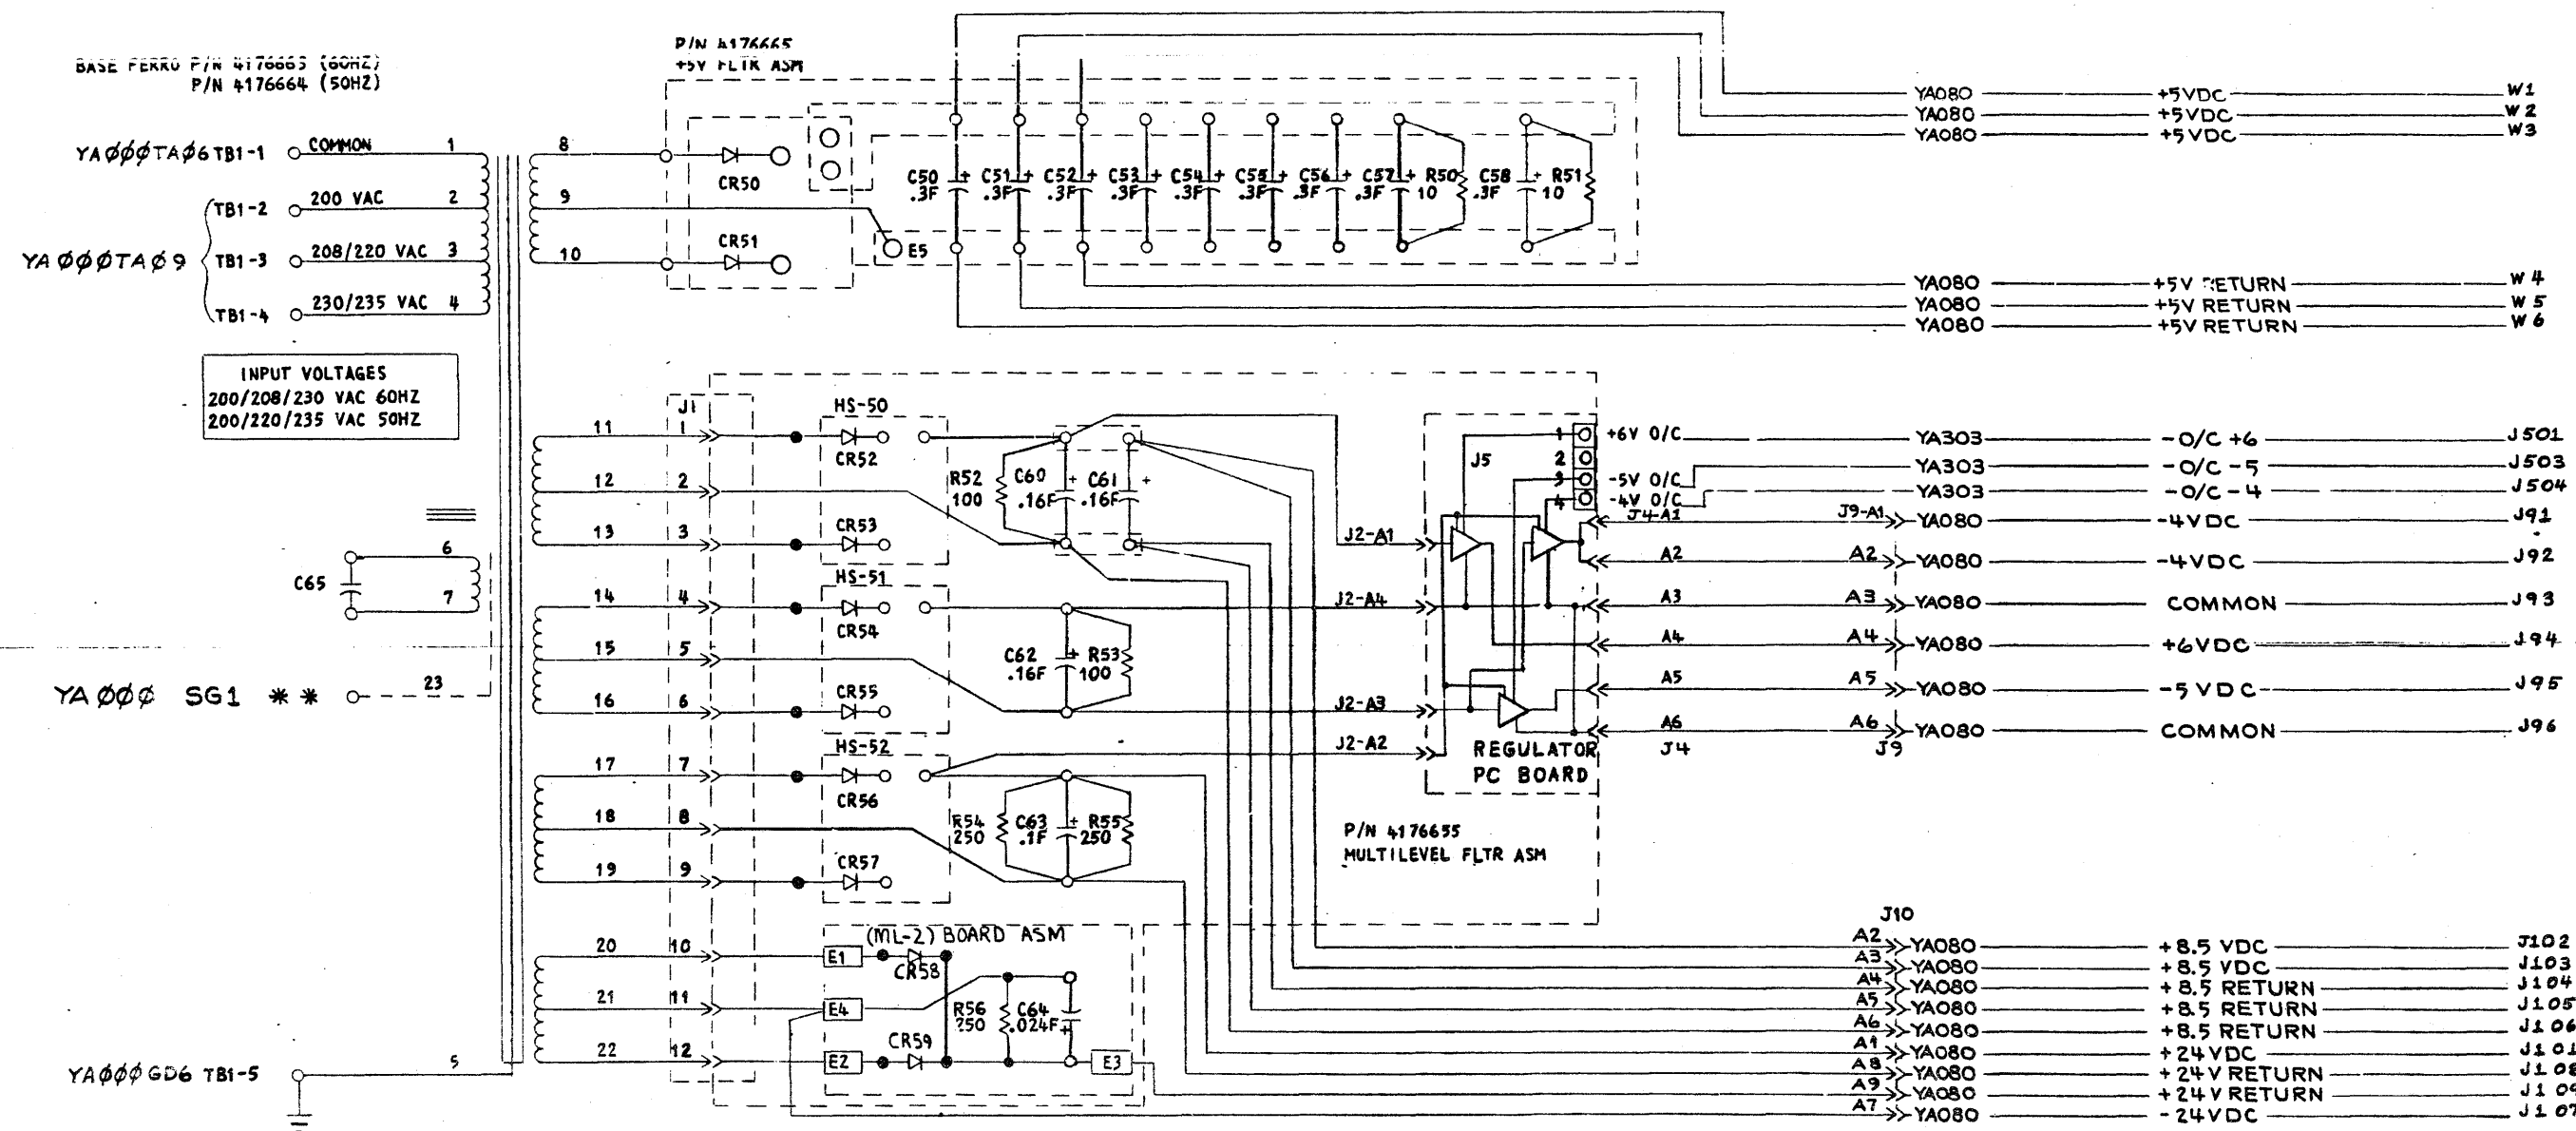 BASE FERRO P/N 4176663 (60HZ)
P/N 4176664 (50HZ)
P/N 4176665
+5V FLTR ASM
YAØØØTAØ6 TB1-1 COMMON 1
TB1-2 200 VAC 2
YAØØØTAØ9 TB1-3 208/220 VAC 3
TB1-4 230/235 VAC 4
INPUT VOLTAGES
200/208/230 VAC 60HZ
200/220/235 VAC 50HZ
C65 6 7
YAØØØ SG1 ** 23
YAØØØGD6 TB1-5 5
8 CR50
9 E5
10 CR51
C50 .3F
C51 .3F
C52 .3F
C53 .3F
C54 .3F
C55 .3F
C56 .3F
C57 .3F
R50 10
C58 .3F
R51 10
YA080 +5VDC W1
YA080 +5VDC W2
YA080 +5VDC W3
YA080 +5V RETURN W4
YA080 +5V RETURN W5
YA080 +5V RETURN W6
J1
HS-50
11 1 CR52
12 2
13 3 CR53
R52 100
C60 .16F
C61 .16F
HS-51
14 4 CR54
15 5
16 6 CR55
C62 .16F
R53 100
HS-52
17 7 CR56
18 8
19 9 CR57
R54 250
C63 .1F
R55 250
(ML-2) BOARD ASM
20 10 E1 CR58
21 11 E4
22 12 E2 CR59 E3
R56 250
C64 .024F
J2-A1
J2-A4
J2-A3
J2-A2
J5
1 +6V O/C
2
3 -5V O/C
4 -4V O/C
REGULATOR
PC BOARD
P/N 4176655
MULTILEVEL FLTR ASM
YA303 -O/C +6 J501
YA303 -O/C -5 J503
YA303 -O/C -4 J504
J4-A1 J9-A1 YA080 -4VDC J91
A2 A2 YA080 -4VDC J92
A3 A3 YA080 COMMON J93
A4 A4 YA080 +6VDC J94
A5 A5 YA080 -5VDC J95
A6 A6 YA080 COMMON J96
J4 J9
J10
A2 YA080 +8.5 VDC J102
A3 YA080 +8.5 VDC J103
A4 YA080 +8.5 RETURN J104
A5 YA080 +8.5 RETURN J105
A6 YA080 +8.5 RETURN J106
A1 YA080 +24VDC J101
A8 YA080 +24V RETURN J108
A9 YA080 +24V RETURN J109
A7 YA080 -24VDC J107